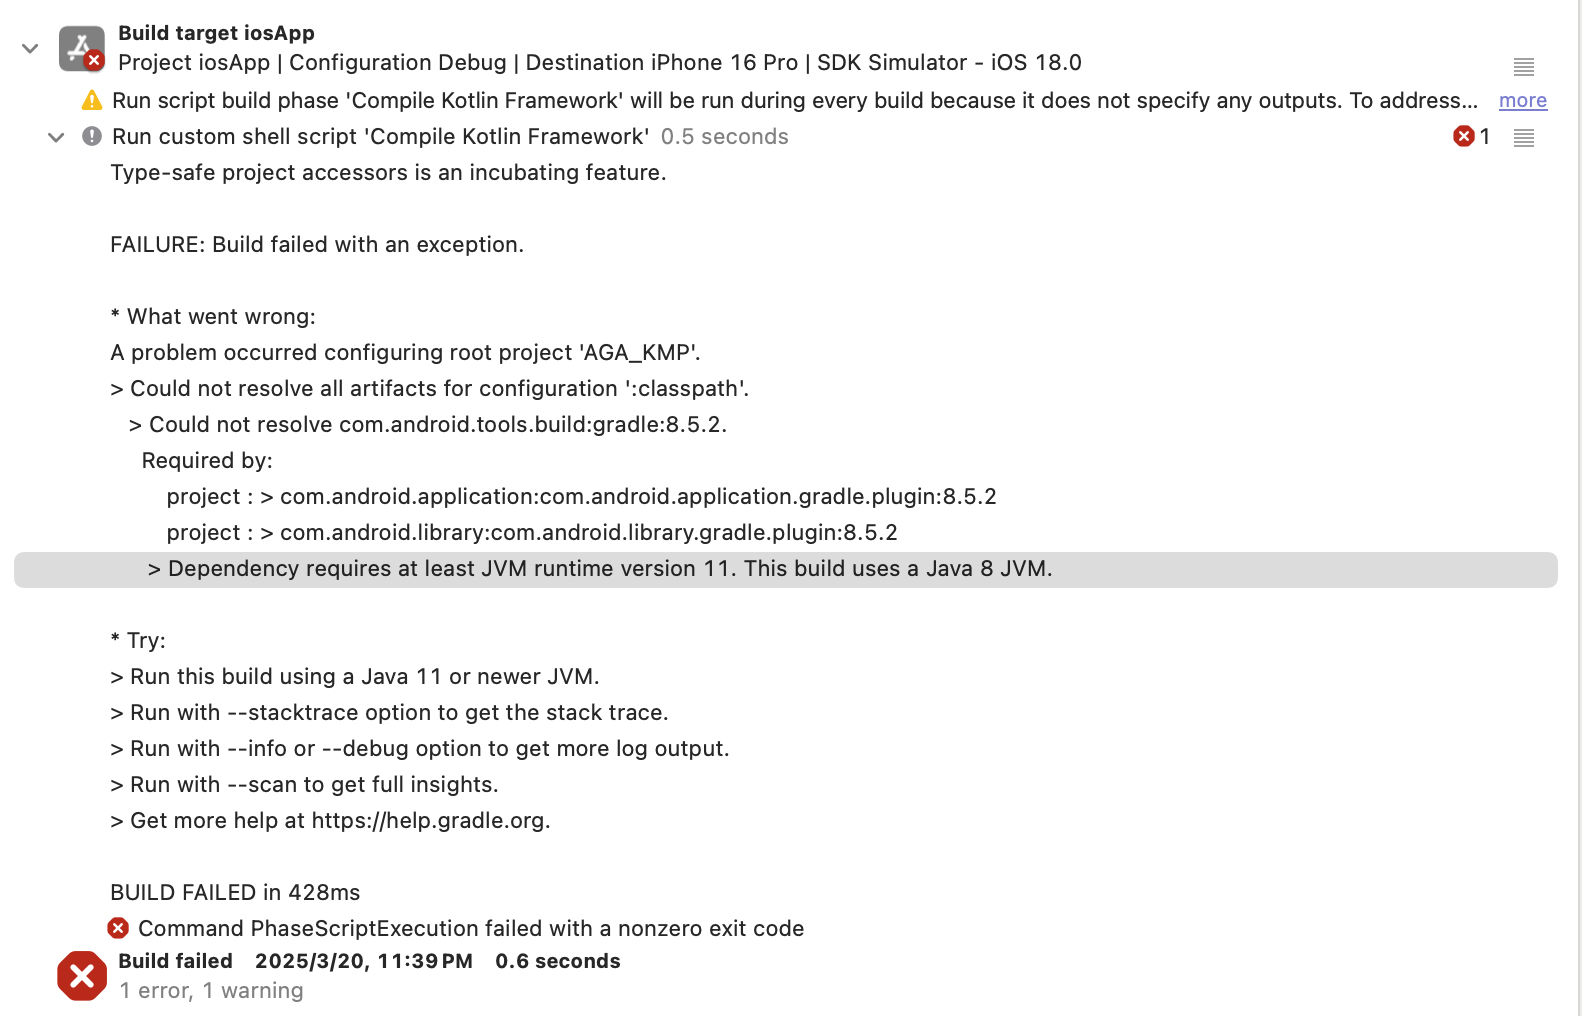 Build target iosApp
Project iosApp | Configuration Debug | Destination iPhone 16 Pro | SDK Simulator - iOS 18.0
Run script build phase 'Compile Kotlin Framework' will be run during every build because it does not specify any outputs. To address... more
Run custom shell script 'Compile Kotlin Framework' 0.5 seconds 1
Type-safe project accessors is an incubating feature.
FAILURE: Build failed with an exception.
* What went wrong:
A problem occurred configuring root project 'AGA_KMP'.
> Could not resolve all artifacts for configuration ':classpath'.
> Could not resolve com.android.tools.build:gradle:8.5.2.
Required by:
project : > com.android.application:com.android.application.gradle.plugin:8.5.2
project : > com.android.library:com.android.library.gradle.plugin:8.5.2
> Dependency requires at least JVM runtime version 11. This build uses a Java 8 JVM.
* Try:
> Run this build using a Java 11 or newer JVM.
> Run with --stacktrace option to get the stack trace.
> Run with --info or --debug option to get more log output.
> Run with --scan to get full insights.
> Get more help at https://help.gradle.org.
BUILD FAILED in 428ms
Command PhaseScriptExecution failed with a nonzero exit code
Build failed 2025/3/20, 11:39 PM 0.6 seconds
1 error, 1 warning